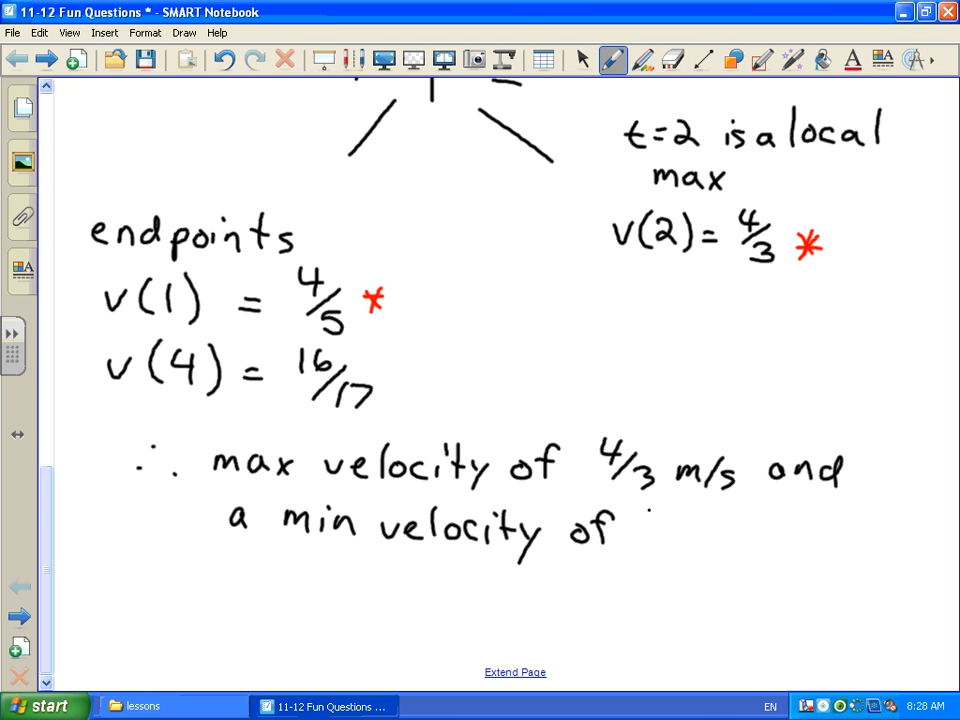 11-12 Fun Questions * - SMART Notebook
File Edit View Insert Format Draw Help
t=2 is a local
max
v(2) = 4/3 *
endpoints
v(1) = 4/5 *
v(4) = 16/17
∴ max velocity of 4/3 m/s and
a min velocity of
Extend Page
start lessons 11-12 Fun Questions ... EN 8:28 AM